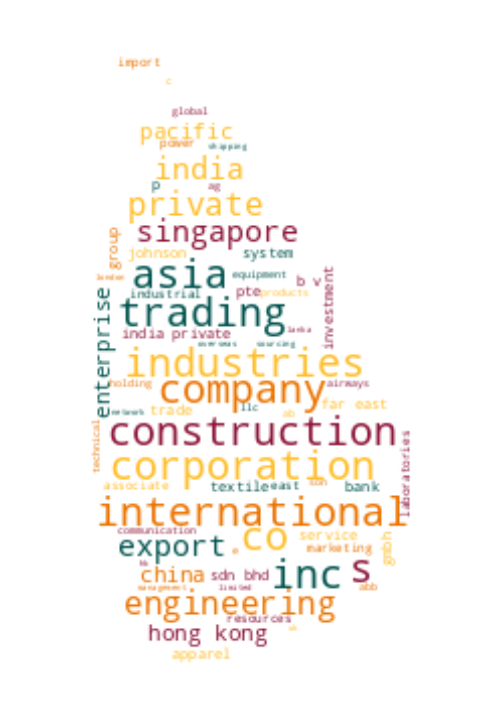 import
c
global
pacific
power
shapping
india
p
ag
private
singapore
group
johnson
system
london
asia
equipment
b v
industrial
pte
products
investment
enterprise
trading
india private
lanka
overseas
sourcing
industries
holding
company
airways
network
trade
llc
ab
far east
construction
technical
corporation
laboratories
associate
textile
east
son
bank
international
communication
co
service
export
marketing
gmbh
china
sdn bhd
inc
s
management
limited
abb
engineering
resources
hong kong
apparel